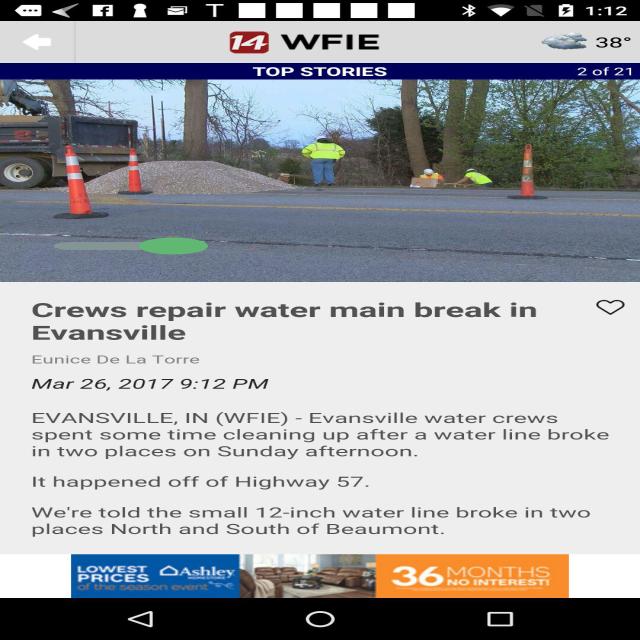 T
1:12
14 WFIE
38°
TOP STORIES
2 of 21
Crews repair water main break in
Evansville
Eunice De La Torre
Mar 26, 2017 9:12 PM
EVANSVILLE, IN (WFIE) - Evansville water crews
spent some time cleaning up after a water line broke
in two places on Sunday afternoon.
It happened off of Highway 57.
We're told the small 12-inch water line broke in two
places North and South of Beaumont.
LOWEST
PRICES
of the season event
Ashley
HOMESTORE
36 MONTHS
NO INTEREST!